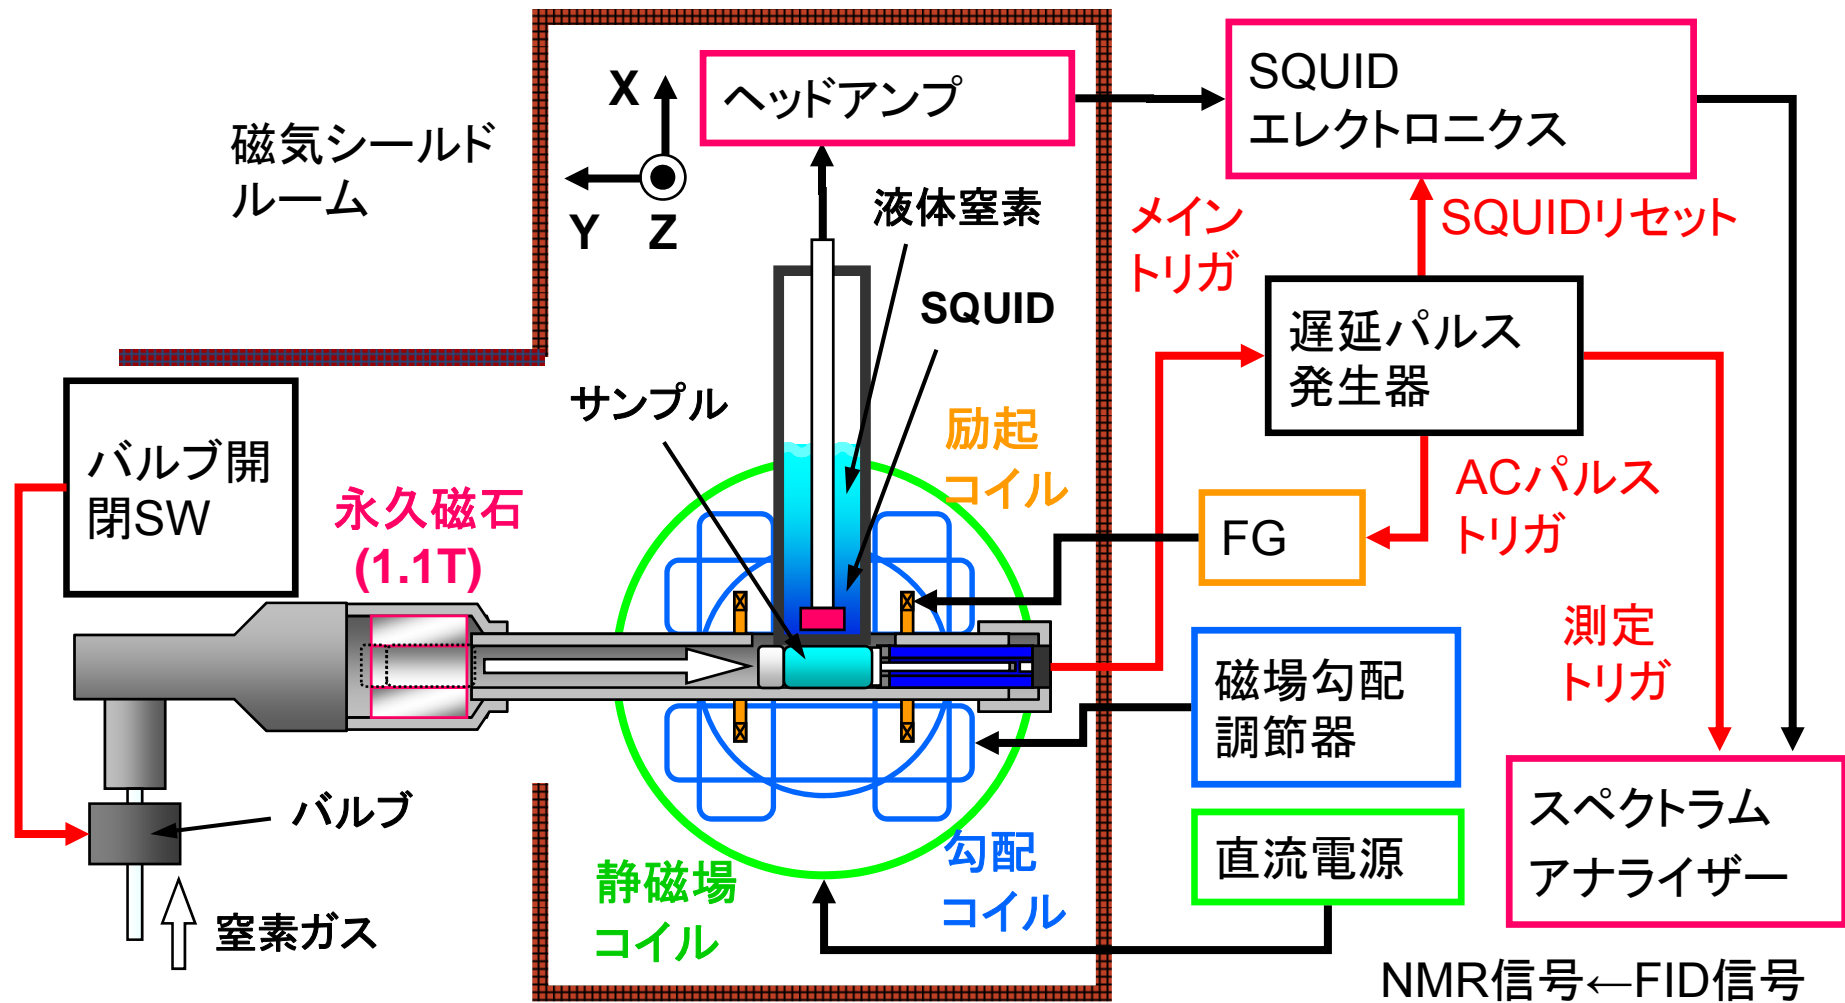 磁気シールド
ルーム
X
Y
Z
ヘッドアンプ
SQUID
エレクトロニクス
液体窒素
SQUID
サンプル
メイン
トリガ
SQUIDリセット
遅延パルス
発生器
励起
コイル
ACパルス
トリガ
FG
バルブ開
閉SW
永久磁石
(1.1T)
測定
トリガ
磁場勾配
調節器
バルブ
窒素ガス
静磁場
コイル
勾配
コイル
直流電源
スペクトラム
アナライザー
NMR信号←FID信号